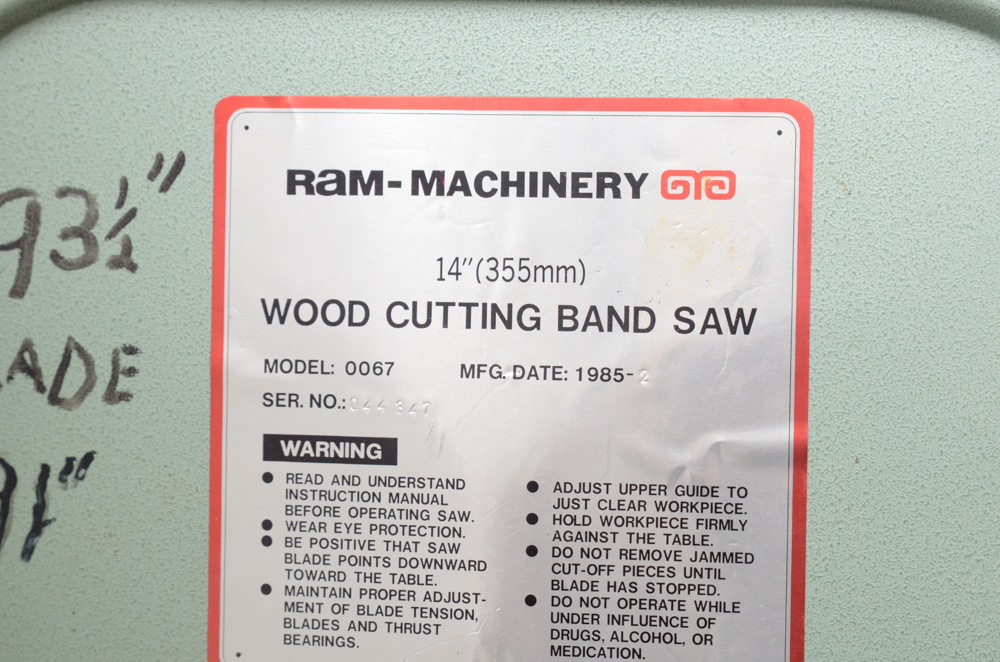 93½"
ADE
91"
RAM-MACHINERY
14"(355mm)
WOOD CUTTING BAND SAW
MODEL: 0067 MFG. DATE: 1985-2
SER. NO.:
WARNING
● READ AND UNDERSTAND
INSTRUCTION MANUAL
BEFORE OPERATING SAW.
● WEAR EYE PROTECTION.
● BE POSITIVE THAT SAW
BLADE POINTS DOWNWARD
TOWARD THE TABLE.
● MAINTAIN PROPER ADJUST-
MENT OF BLADE TENSION,
BLADES AND THRUST
BEARINGS.
● ADJUST UPPER GUIDE TO
JUST CLEAR WORKPIECE.
● HOLD WORKPIECE FIRMLY
AGAINST THE TABLE.
● DO NOT REMOVE JAMMED
CUT-OFF PIECES UNTIL
BLADE HAS STOPPED.
● DO NOT OPERATE WHILE
UNDER INFLUENCE OF
DRUGS, ALCOHOL, OR
MEDICATION.